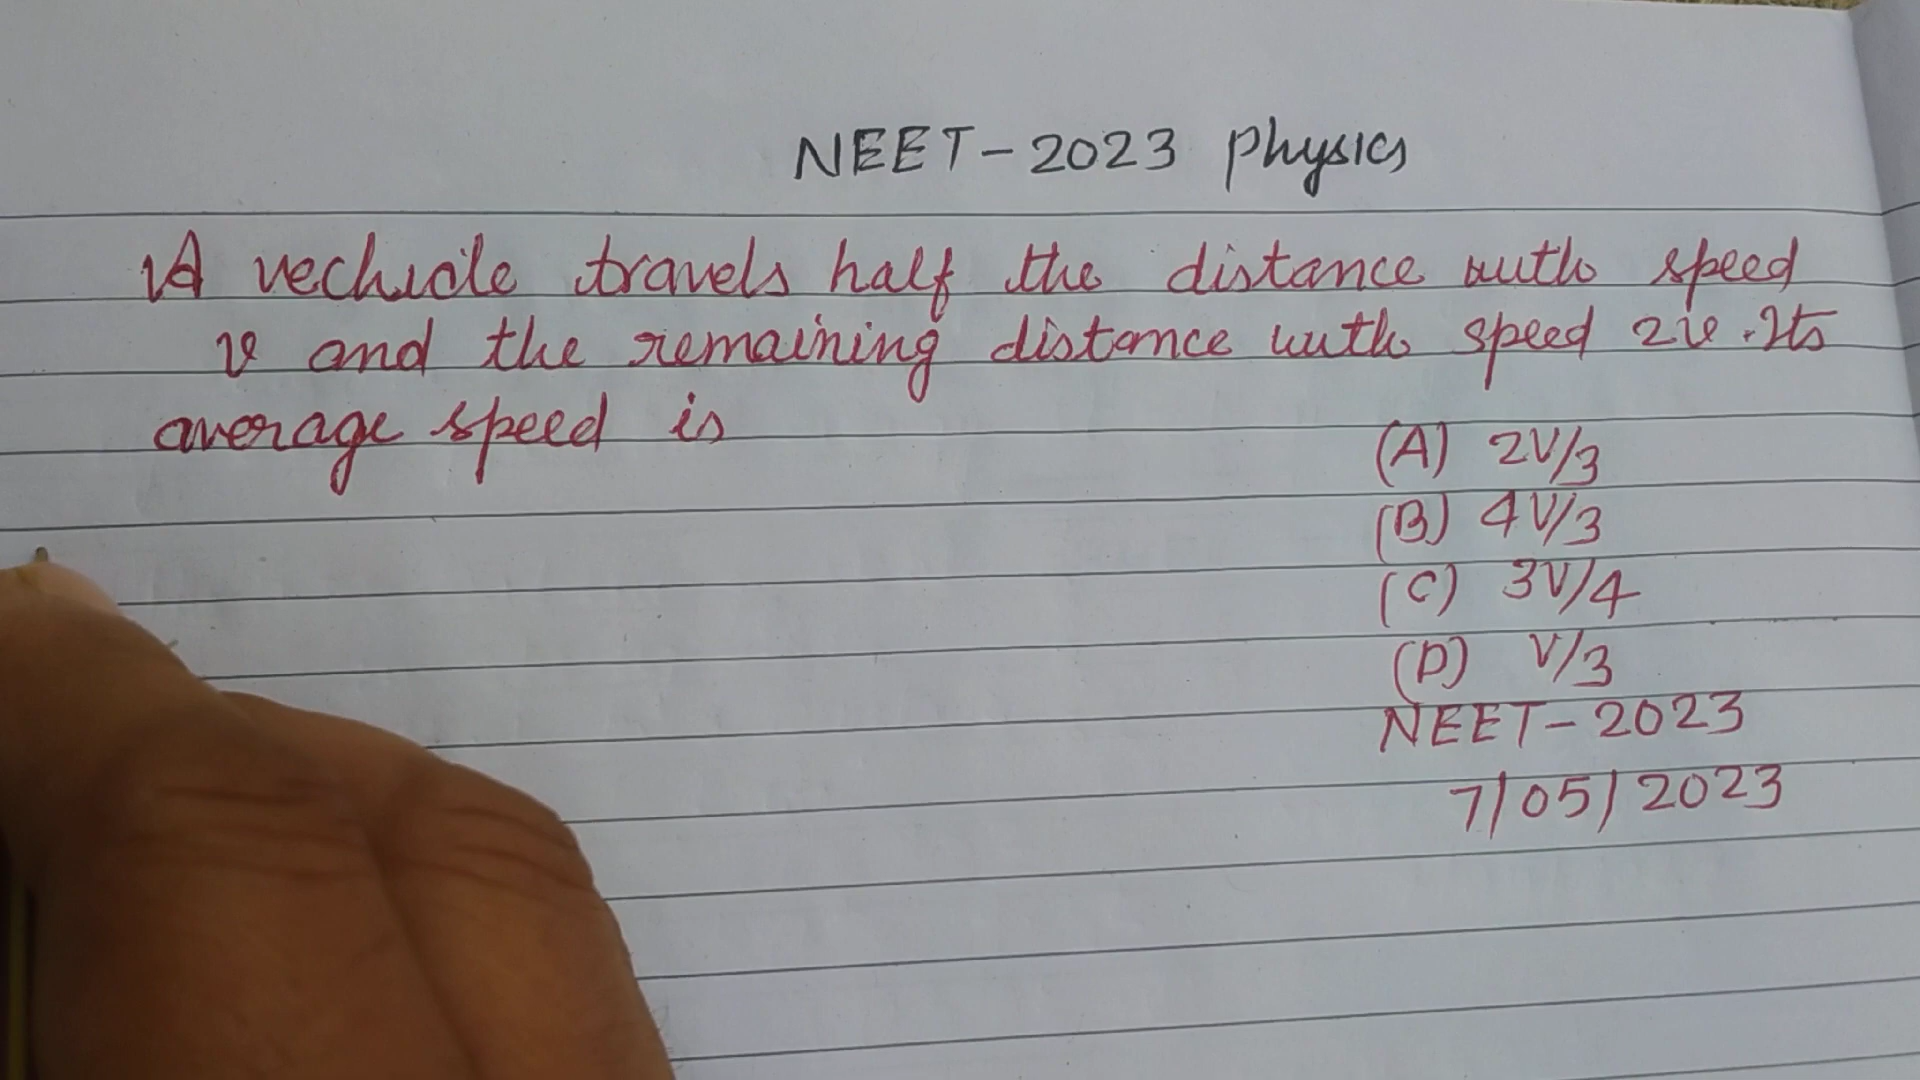 NEET-2023 Physics
1A vechicle travels half the distance with speed
v and the remaining distance with speed 2v. Its
average speed is
(A) 2V/3
(B) 4V/3
(C) 3V/4
(D) V/3
NEET-2023
7/05/2023